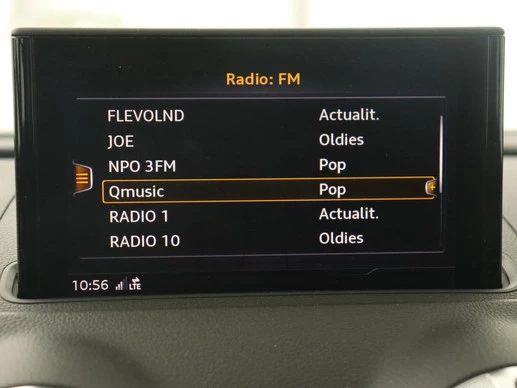 Radio: FM
FLEVOLND Actualit.
JOE Oldies
NPO 3FM Pop
Qmusic Pop
RADIO 1 Actualit.
RADIO 10 Oldies
10:56 LTE